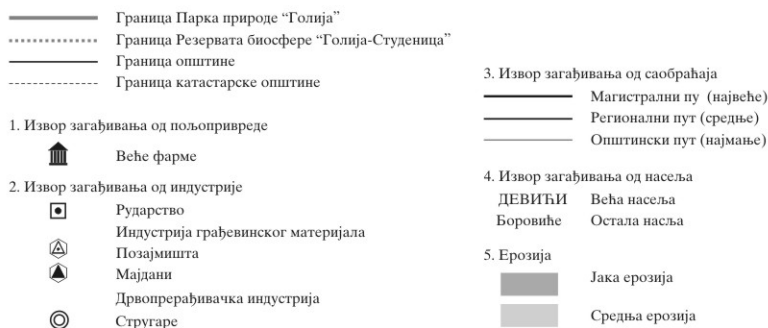 Граница Парка природе “Голија”
Граница Резервата биосфере “Голија-Студеница”
Граница општине
Граница катастарске општине
1. Извор загађивања од пољопривреде
Веће фарме
2. Извор загађивања од индустрије
Рударство
Индустрија грађевинског материјала
Позајмишта
Мајдани
Дрвопрерађивачка индустрија
Стругаре
3. Извор загађивања од саобраћаја
Магистрални пу (највеће)
Регионални пут (средње)
Општински пут (најмање)
4. Извор загађивања од насеља
ДЕВИЋИ Већа насеља
Боровиће Остала насља
5. Ерозија
Јака ерозија
Средња ерозија